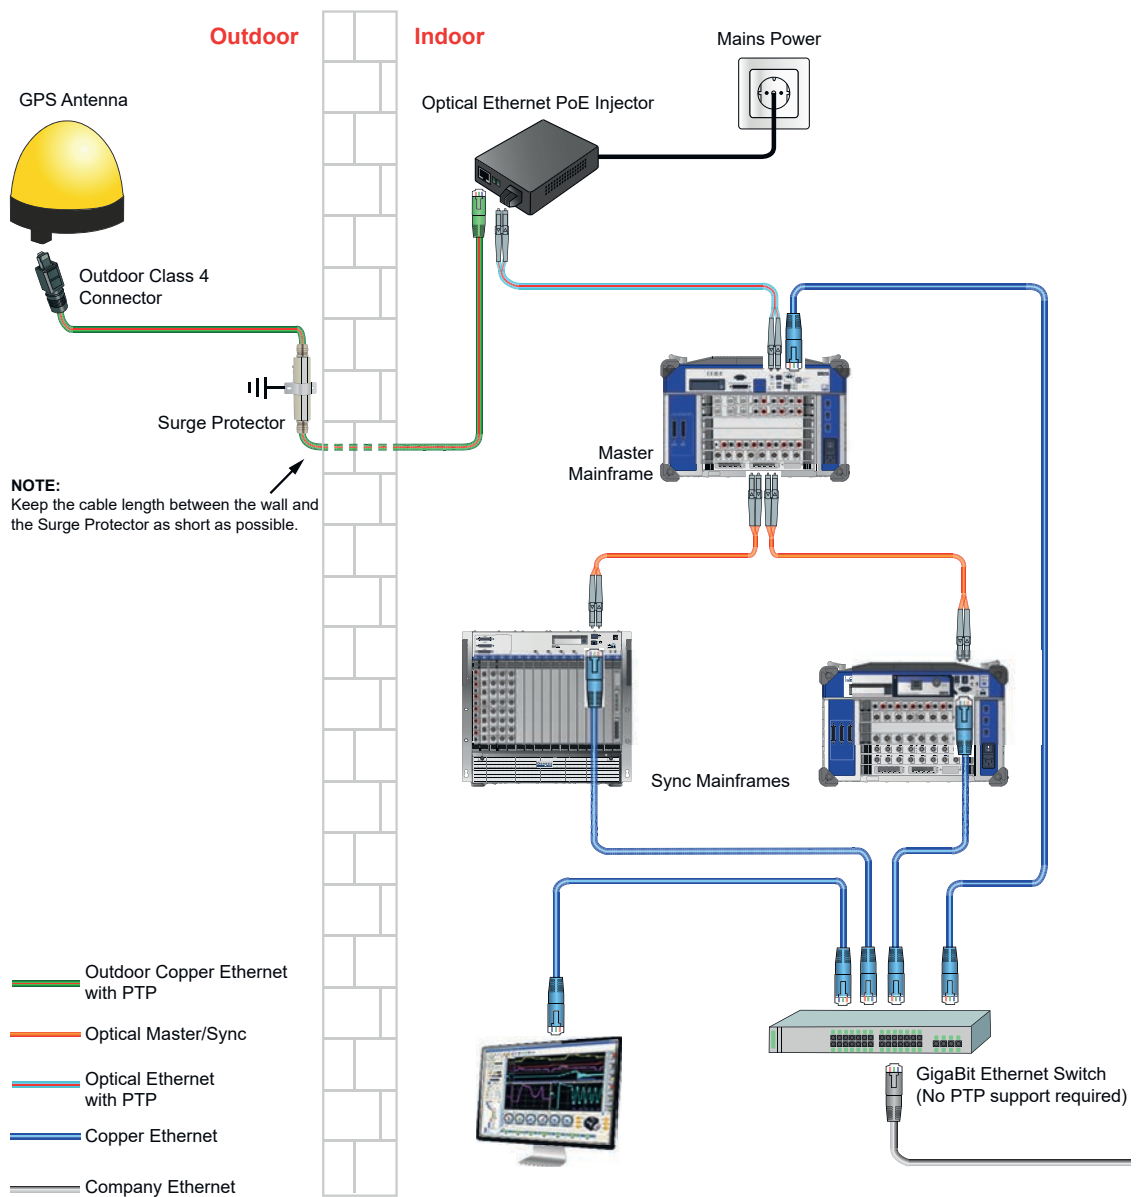 Outdoor
Indoor
Mains Power
GPS Antenna
Optical Ethernet PoE Injector
Outdoor Class 4
Connector
Surge Protector
NOTE:
Keep the cable length between the wall and
the Surge Protector as short as possible.
Master
Mainframe
Sync Mainframes
Outdoor Copper Ethernet
with PTP
Optical Master/Sync
Optical Ethernet
with PTP
Copper Ethernet
Company Ethernet
GigaBit Ethernet Switch
(No PTP support required)